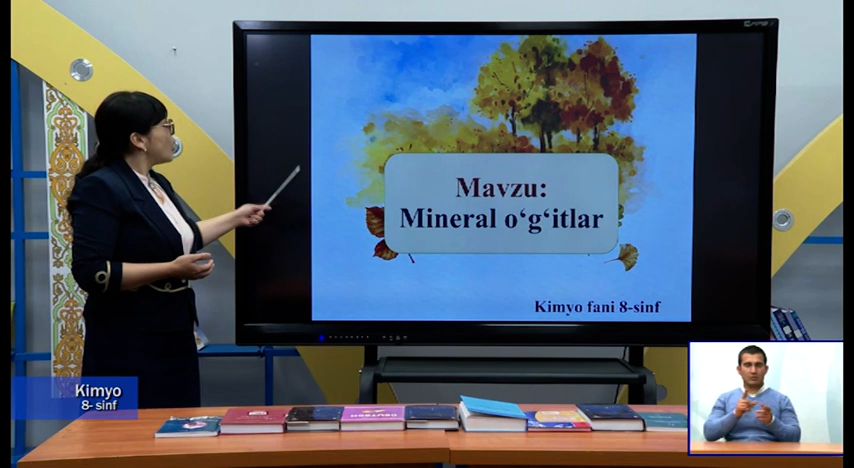 Mavzu:
Mineral o‘g‘itlar
Kimyo fani 8-sinf
Kimyo
8- sinf